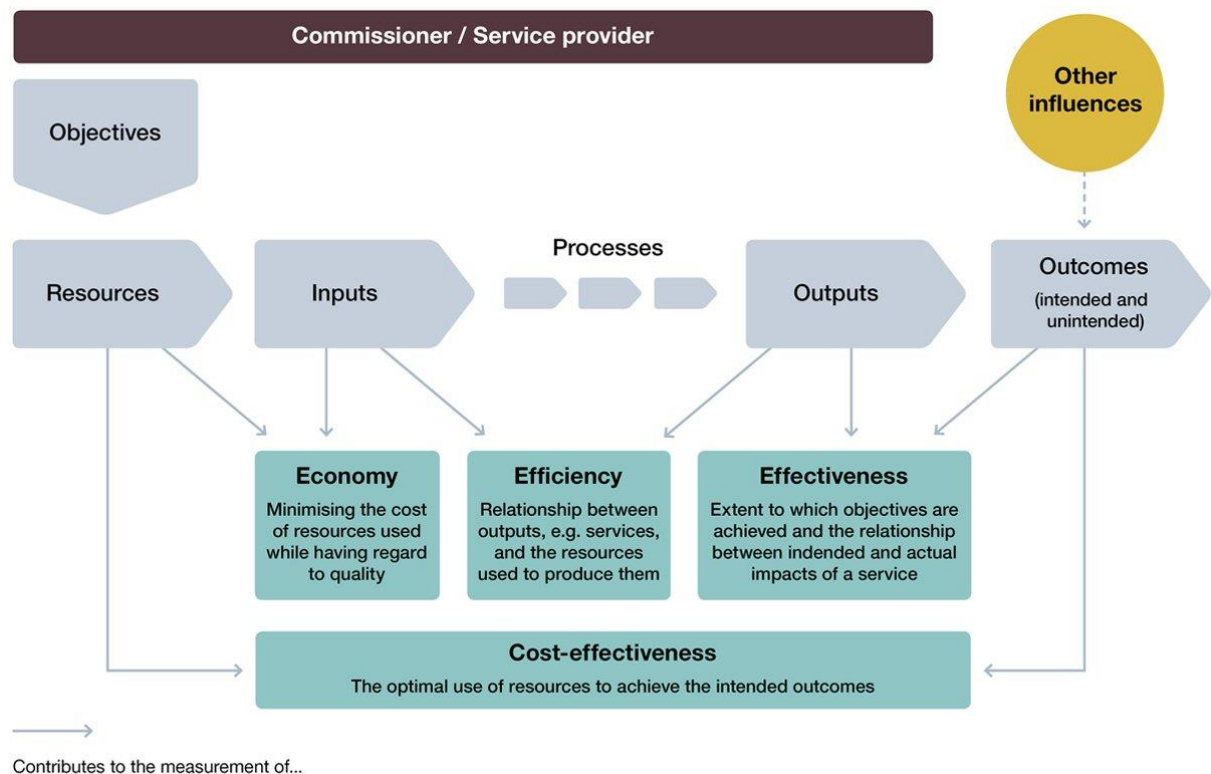 Commissioner / Service provider
Other
influences
Objectives
Resources
Inputs
Processes
Outputs
Outcomes
(intended and
unintended)
Economy
Minimising the cost
of resources used
while having regard
to quality
Efficiency
Relationship between
outputs, e.g. services,
and the resources
used to produce them
Effectiveness
Extent to which objectives are
achieved and the relationship
between indended and actual
impacts of a service
Cost-effectiveness
The optimal use of resources to achieve the intended outcomes
Contributes to the measurement of...